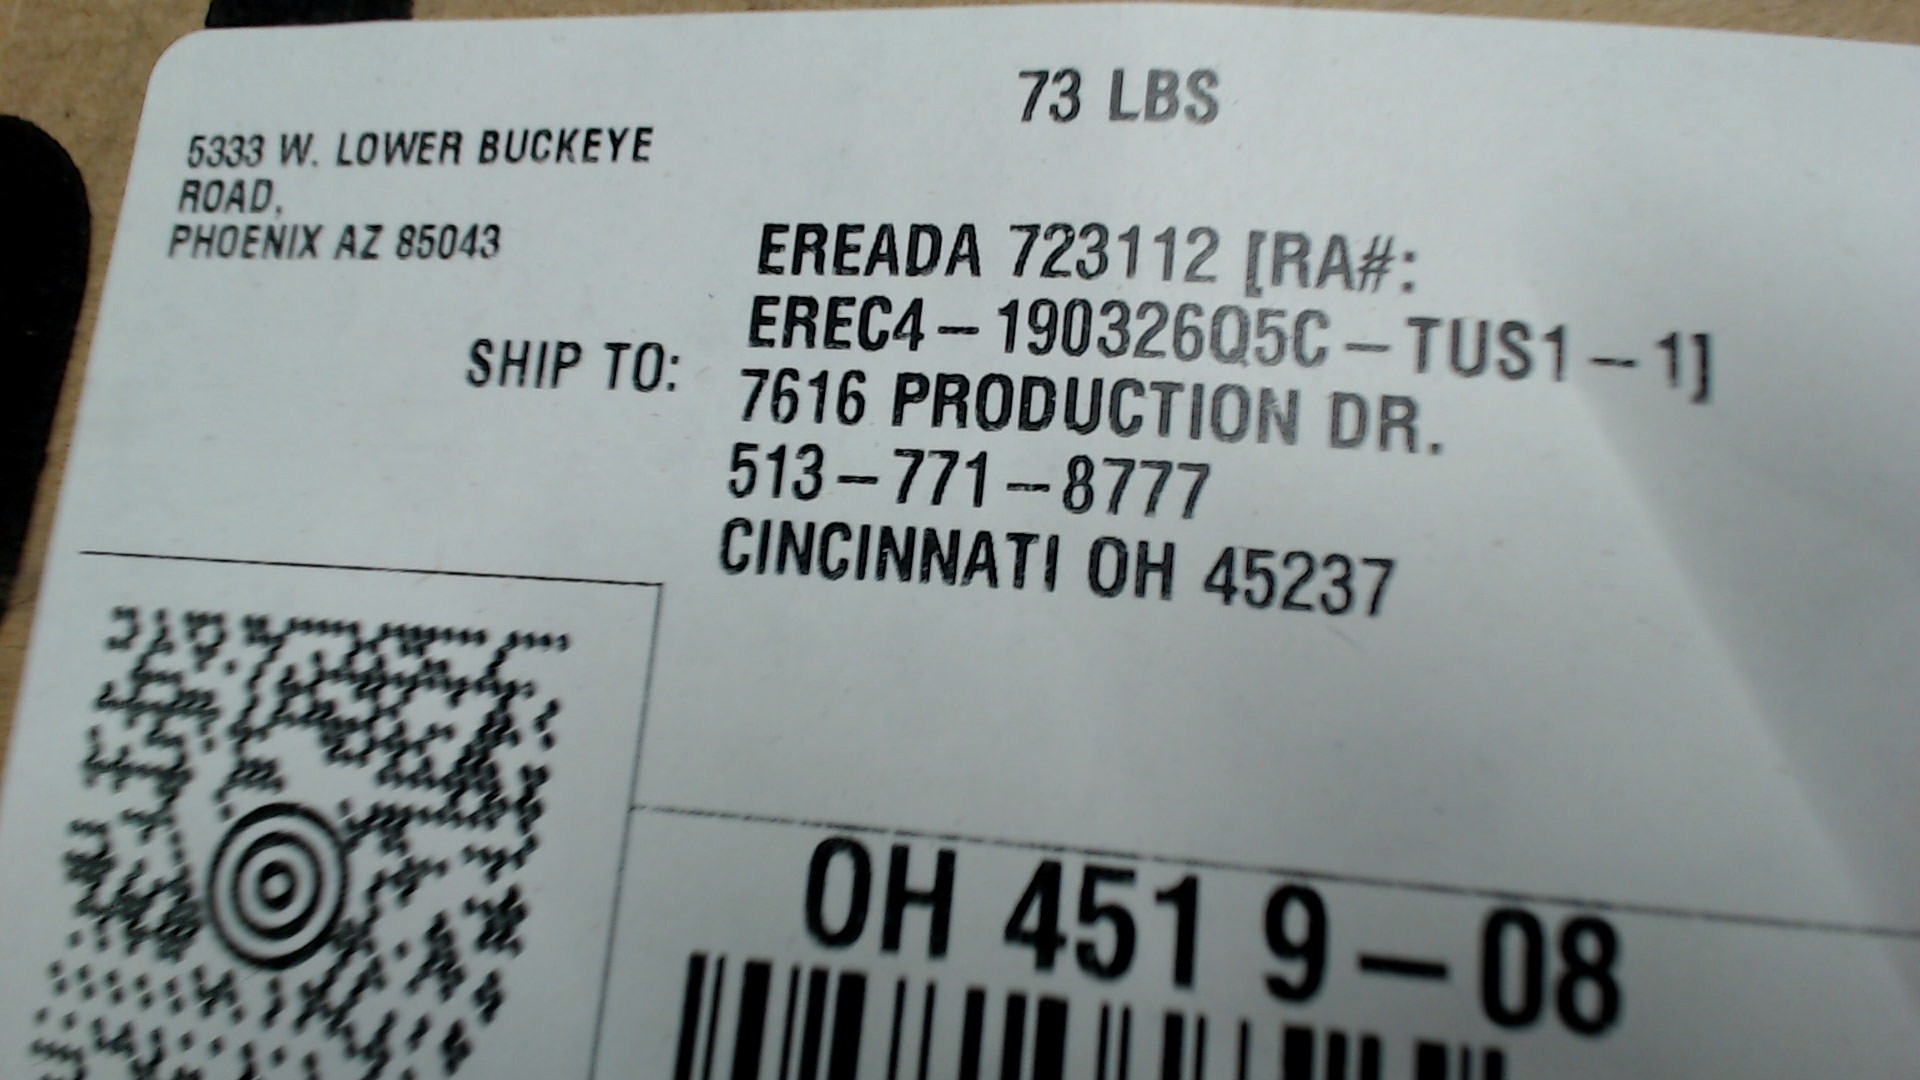 73 LBS
5333 W. LOWER BUCKEYE
ROAD,
PHOENIX AZ 85043
SHIP TO:
EREADA 723112 [RA#:
EREC4-190326Q5C-TUS1-1]
7616 PRODUCTION DR.
513-771-8777
CINCINNATI OH 45237
OH 451 9-08